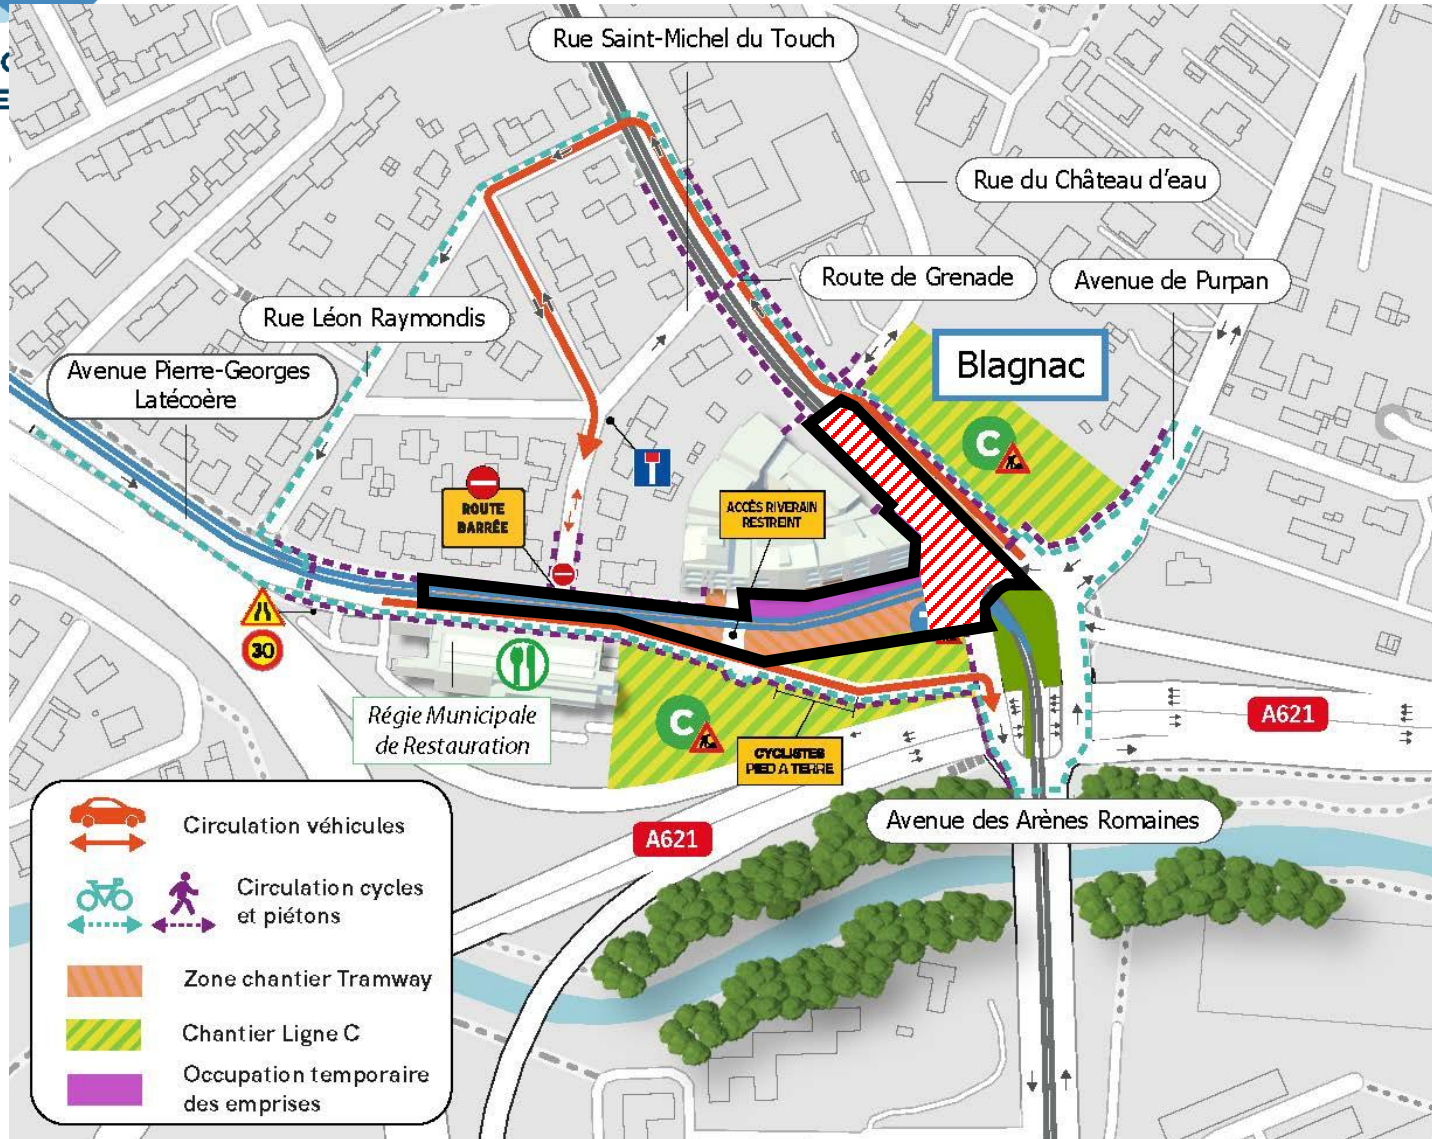 Rue Saint-Michel du Touch
Rue du Château d'eau
Route de Grenade
Avenue de Purpan
Rue Léon Raymondis
Blagnac
Avenue Pierre-Georges
Latécoère
C
ROUTE
BARRÉE
ACCÈS RIVERAIN
RESTREINT
30
Régie Municipale
de Restauration
C
CYCLISTES
PIED A TERRE
A621
A621
Avenue des Arènes Romaines
Circulation véhicules
Circulation cycles
et piétons
Zone chantier Tramway
Chantier Ligne C
Occupation temporaire
des emprises